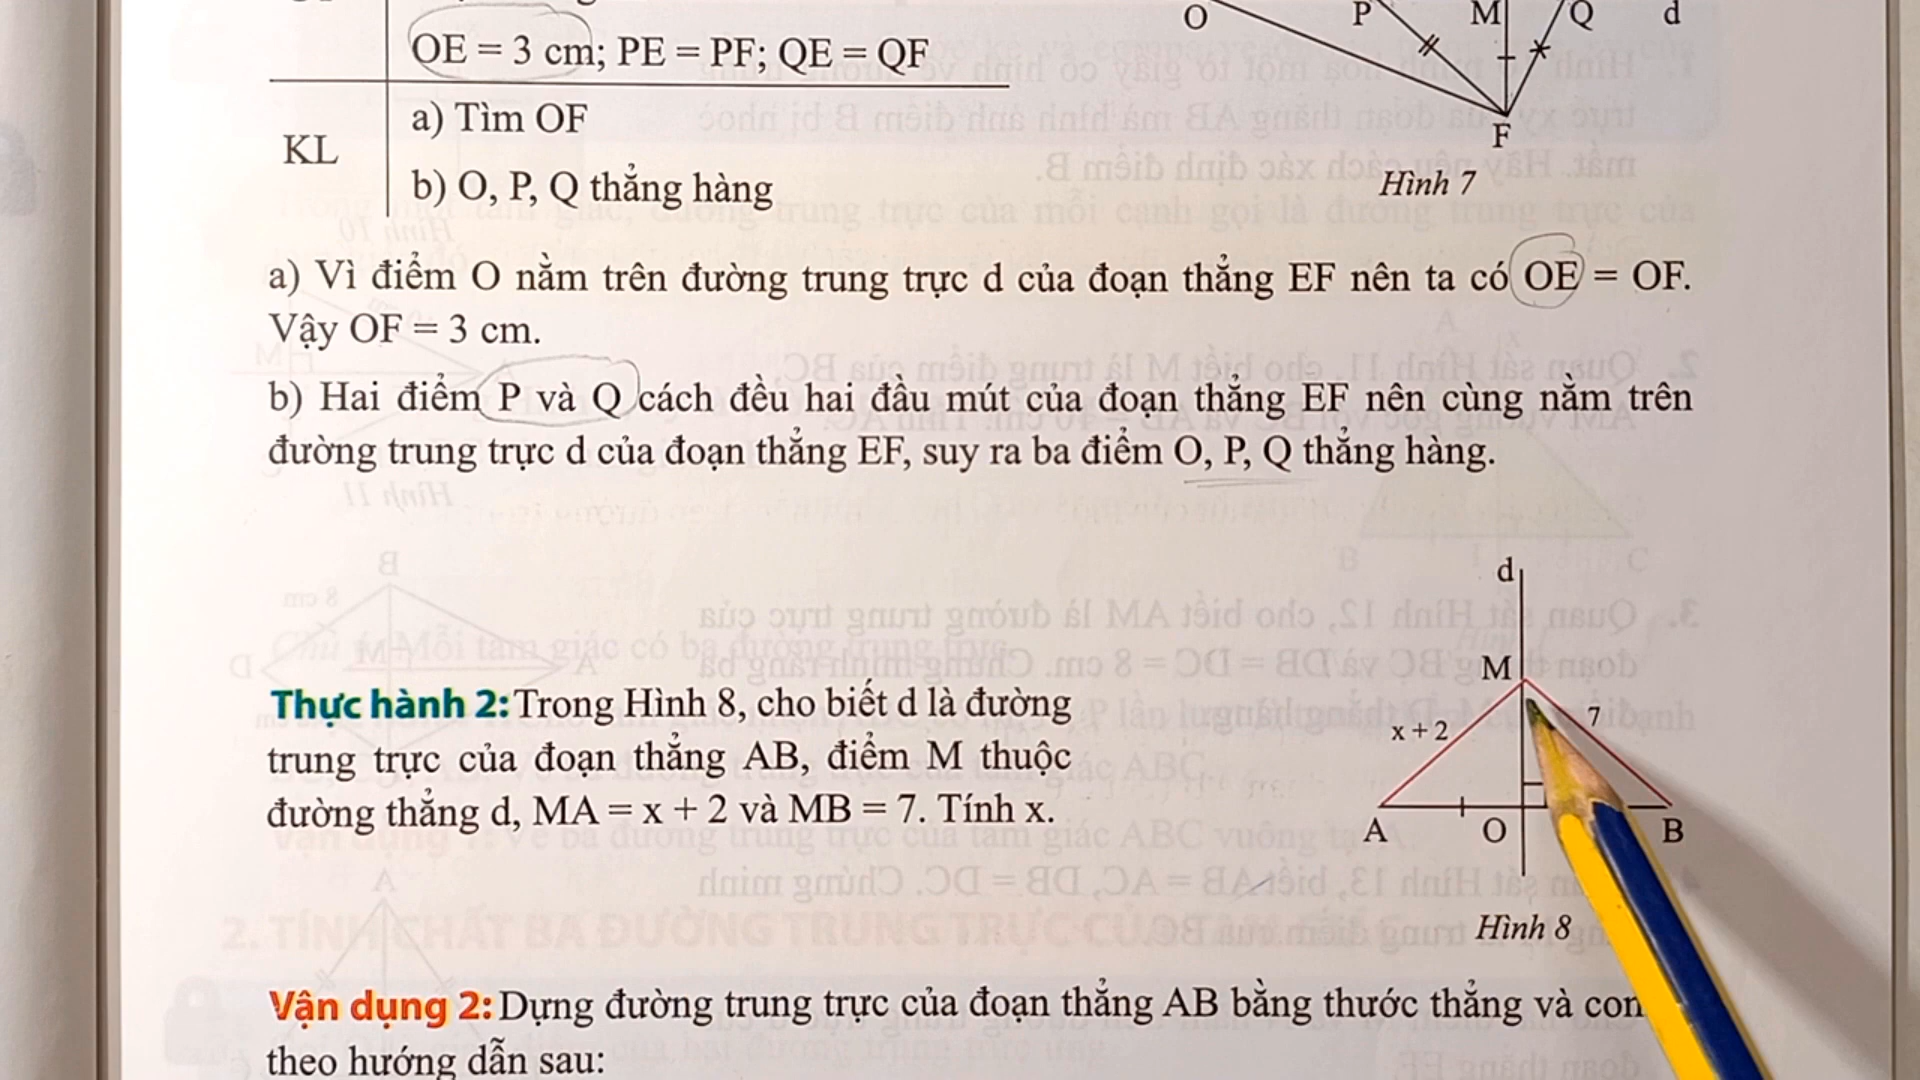 O P M Q d
OE = 3 cm; PE = PF; QE = QF
F
KL
a) Tìm OF
b) O, P, Q thẳng hàng
Hình 7
a) Vì điểm O nằm trên đường trung trực d của đoạn thẳng EF nên ta có OE = OF.
Vậy OF = 3 cm.
b) Hai điểm P và Q cách đều hai đầu mút của đoạn thẳng EF nên cùng nằm trên
đường trung trực d của đoạn thẳng EF, suy ra ba điểm O, P, Q thẳng hàng.
Thực hành 2: Trong Hình 8, cho biết d là đường
trung trực của đoạn thẳng AB, điểm M thuộc
đường thẳng d, MA = x + 2 và MB = 7. Tính x.
d
M
x + 2 7
A O B
Hình 8
Vận dụng 2: Dựng đường trung trực của đoạn thẳng AB bằng thước thẳng và con
theo hướng dẫn sau: